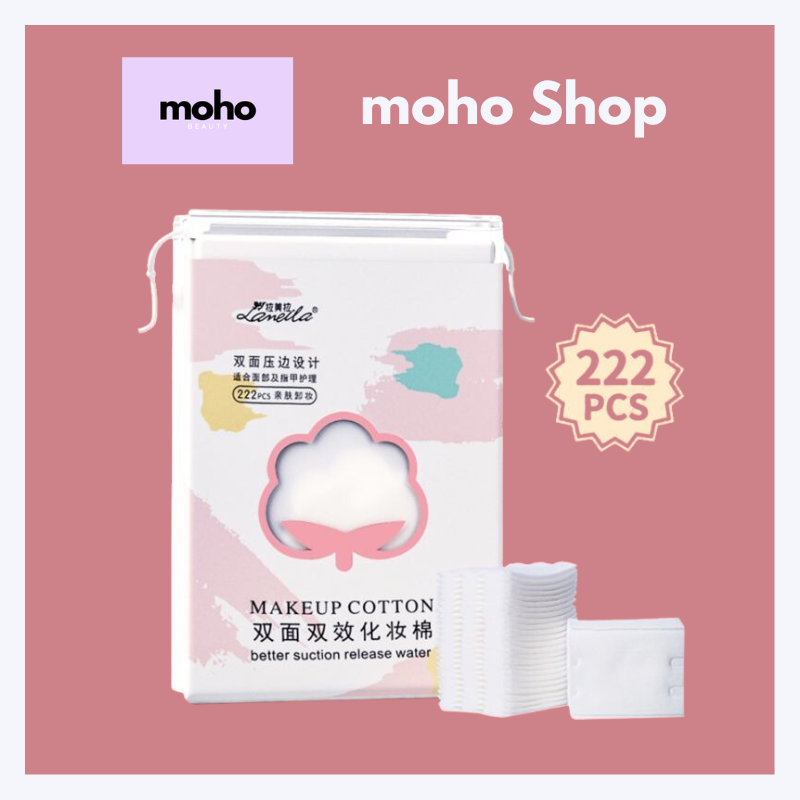 moho
BEAUTY
moho Shop
拉美拉
Lameila®
双面压边设计
适合面部及指甲护理
222PCS 亲肤卸妆
222
PCS
MAKEUP COTTON
双面双效化妆棉
better suction release water